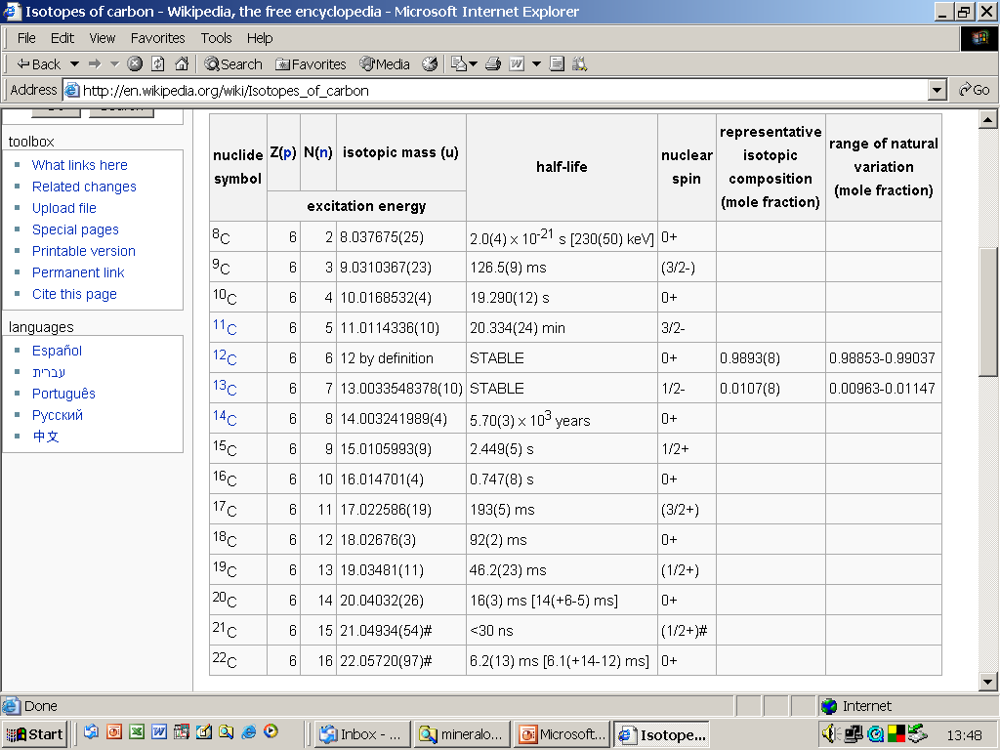 Isotopes of carbon - Wikipedia, the free encyclopedia - Microsoft Internet Explorer
File Edit View Favorites Tools Help
Back Search Favorites Media
Address http://en.wikipedia.org/wiki/Isotopes_of_carbon Go
toolbox
What links here
Related changes
Upload file
Special pages
Printable version
Permanent link
Cite this page
languages
Español
עברית
Português
Русский
中文
nuclide symbol Z(p) N(n) isotopic mass (u) half-life nuclear spin representative isotopic composition (mole fraction) range of natural variation (mole fraction)
excitation energy
8C 6 2 8.037675(25) 2.0(4) x 10-21 s [230(50) keV] 0+
9C 6 3 9.0310367(23) 126.5(9) ms (3/2-)
10C 6 4 10.0168532(4) 19.290(12) s 0+
11C 6 5 11.0114336(10) 20.334(24) min 3/2-
12C 6 6 12 by definition STABLE 0+ 0.9893(8) 0.98853-0.99037
13C 6 7 13.0033548378(10) STABLE 1/2- 0.0107(8) 0.00963-0.01147
14C 6 8 14.003241989(4) 5.70(3) x 103 years 0+
15C 6 9 15.0105993(9) 2.449(5) s 1/2+
16C 6 10 16.014701(4) 0.747(8) s 0+
17C 6 11 17.022586(19) 193(5) ms (3/2+)
18C 6 12 18.02676(3) 92(2) ms 0+
19C 6 13 19.03481(11) 46.2(23) ms (1/2+)
20C 6 14 20.04032(26) 16(3) ms [14(+6-5) ms] 0+
21C 6 15 21.04934(54)# <30 ns (1/2+)#
22C 6 16 22.05720(97)# 6.2(13) ms [6.1(+14-12) ms] 0+
Done Internet
Start Inbox - ... mineralo... Microsoft... Isotope... 13:48